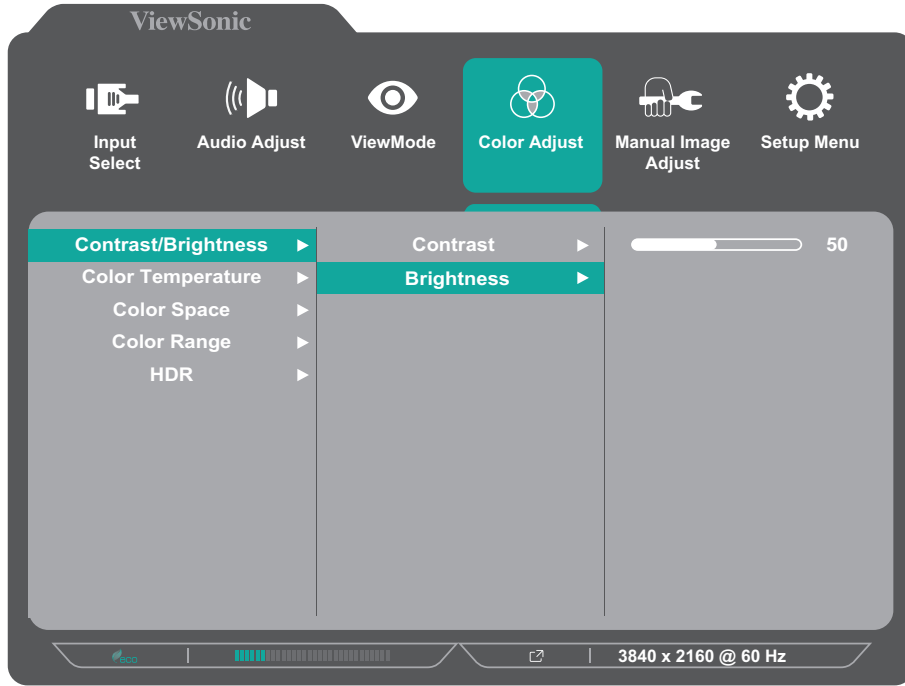 ViewSonic
Input
Select
Audio Adjust
ViewMode
Color Adjust
Manual Image
Adjust
Setup Menu
Contrast/Brightness
Contrast
50
Color Temperature
Brightness
Color Space
Color Range
HDR
eco
3840 x 2160 @ 60 Hz